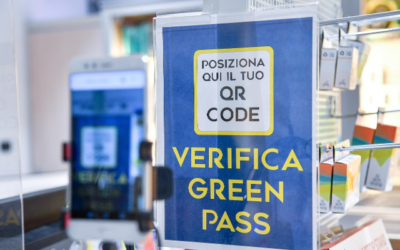 POSIZIONA
QUI IL TUO
QR
CODE
VERIFICA
GREEN
PASS